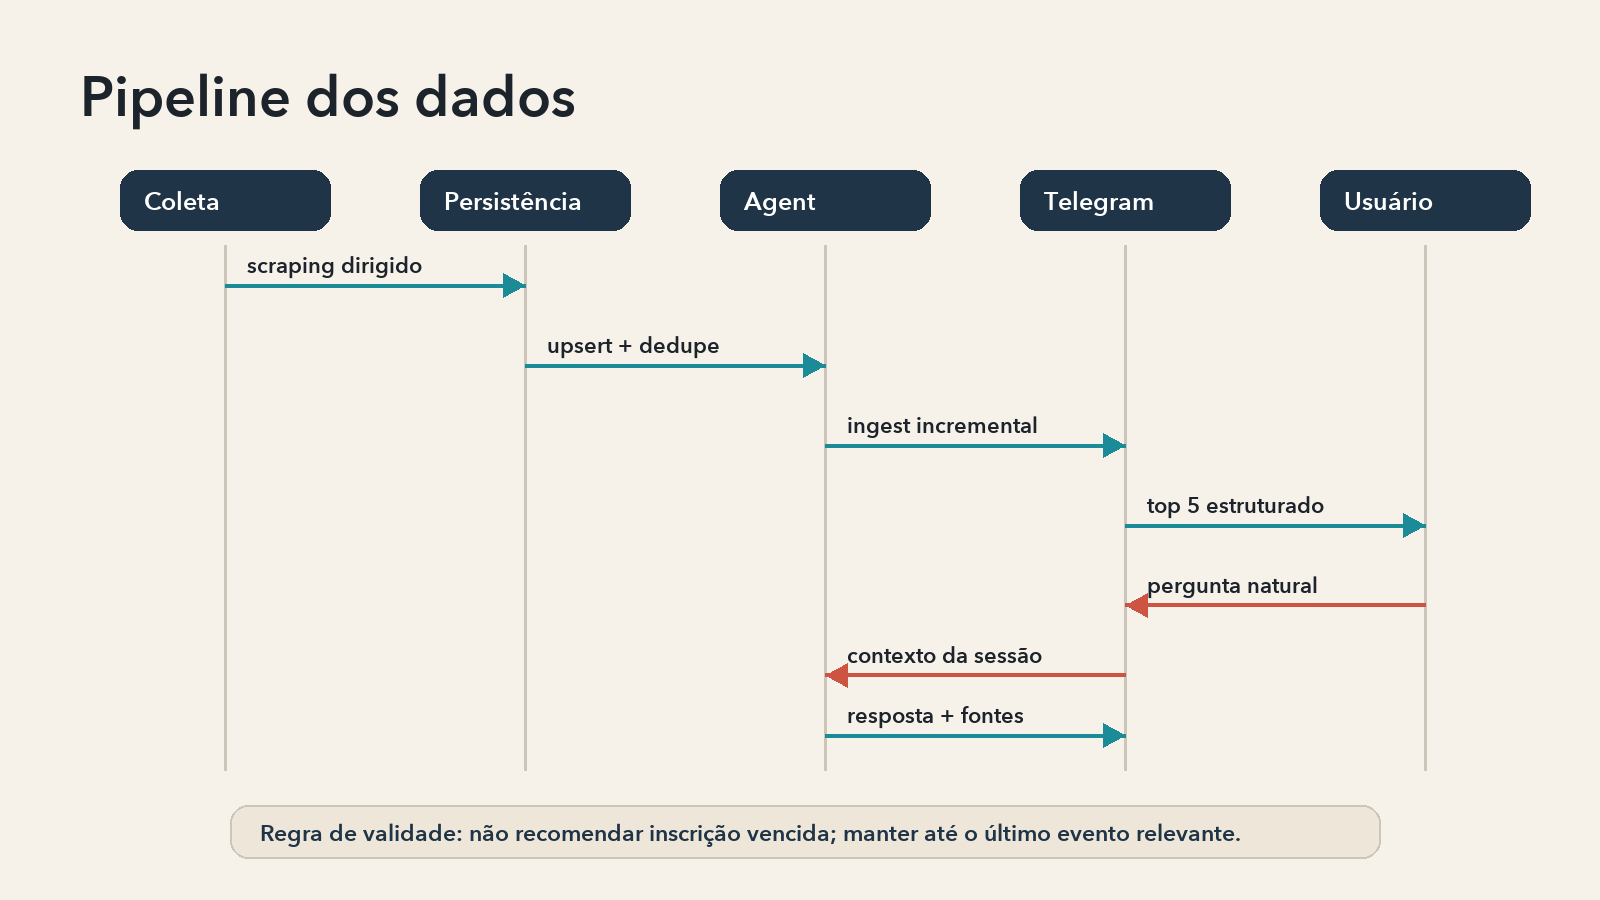 Pipeline dos dados
Coleta
Persistência
Agent
Telegram
Usuário
scraping dirigido
upsert + dedupe
ingest incremental
top 5 estruturado
pergunta natural
contexto da sessão
resposta + fontes
Regra de validade: não recomendar inscrição vencida; manter até o último evento relevante.